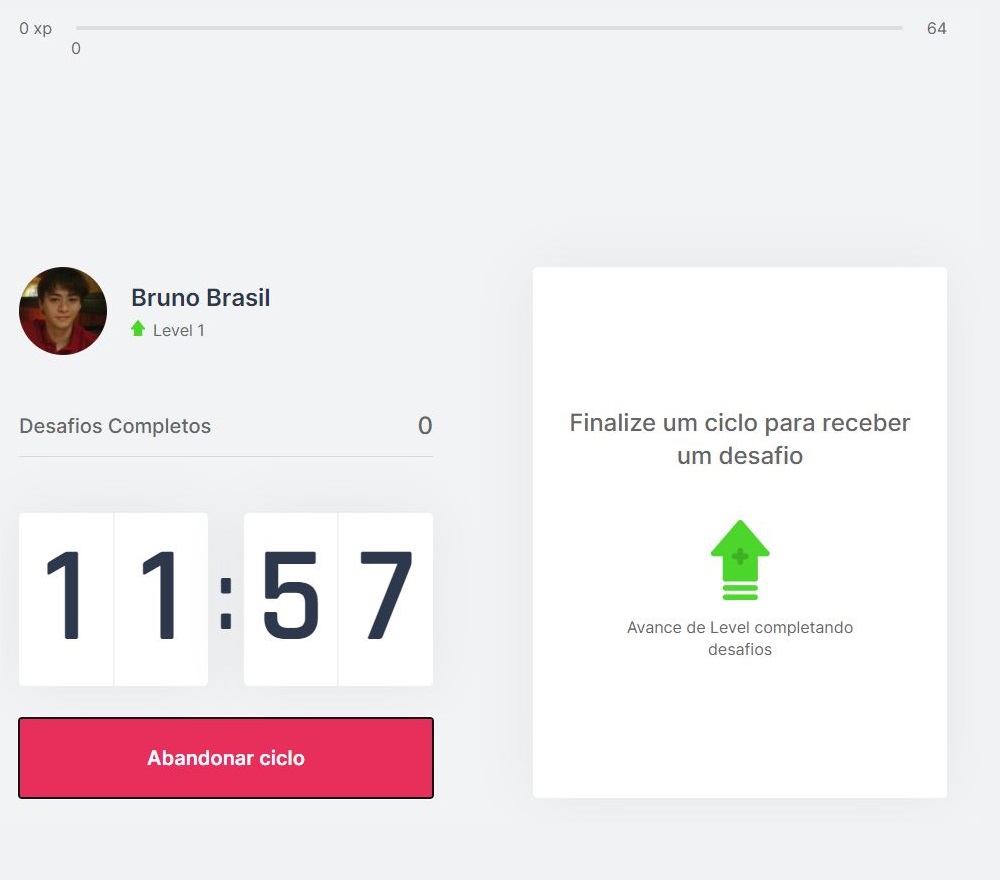 0 xp
64
0
Bruno Brasil
Level 1
Desafios Completos
0
11:57
Abandonar ciclo
Finalize um ciclo para receber
um desafio
Avance de Level completando
desafios